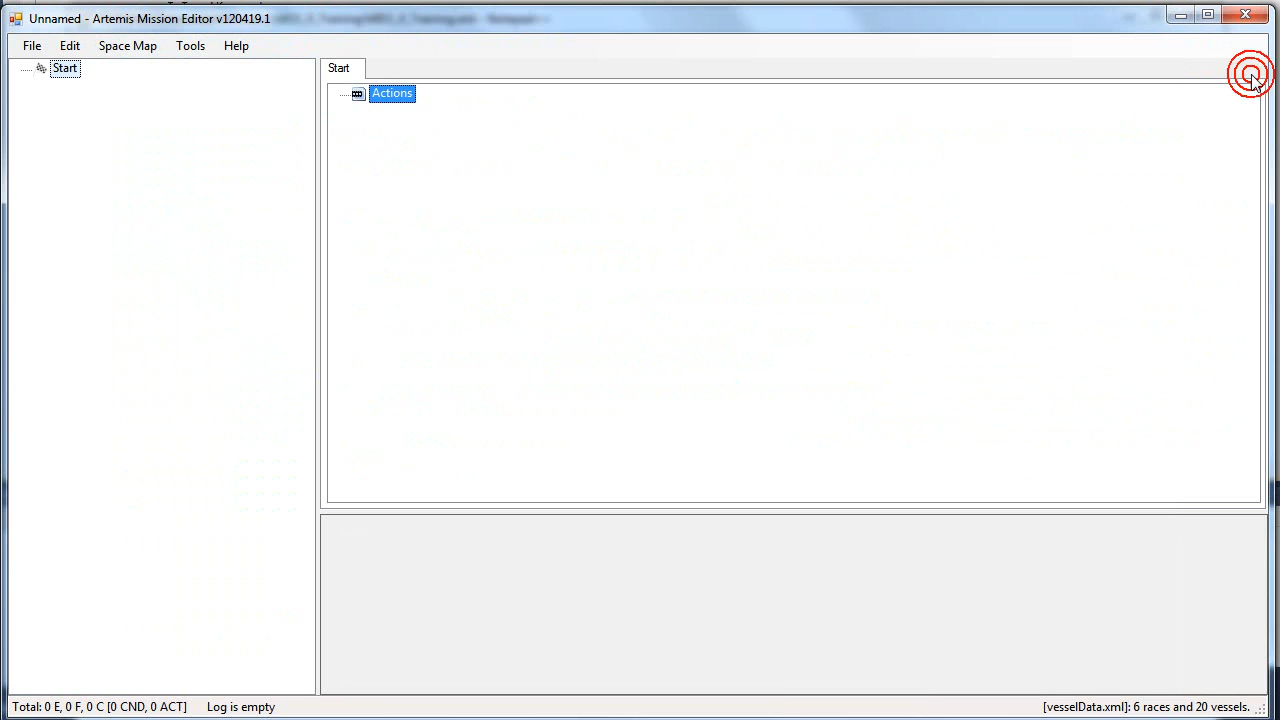 Unnamed - Artemis Mission Editor v120419.1
File Edit Space Map Tools Help
Start
Start
Actions
Total: 0 E, 0 F, 0 C [0 CND, 0 ACT] Log is empty [vesselData.xml]: 6 races and 20 vessels.